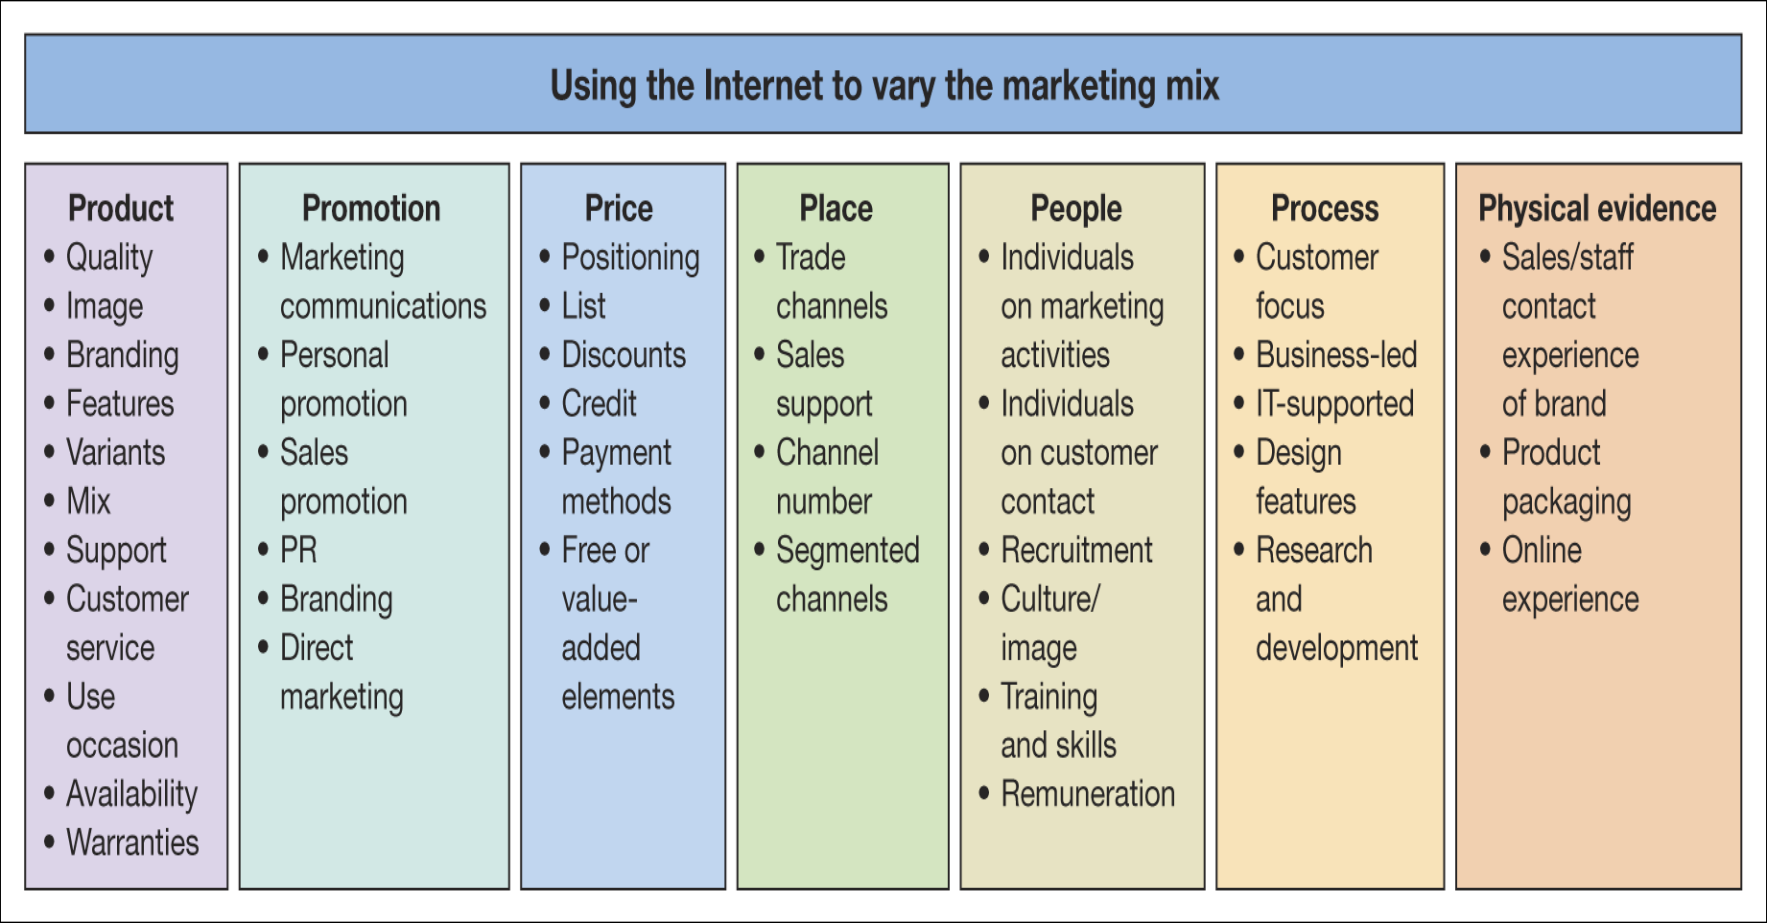 Using the Internet to vary the marketing mix
Product
• Quality
• Image
• Branding
• Features
• Variants
• Mix
• Support
• Customer
service
• Use
occasion
• Availability
• Warranties
Promotion
• Marketing
communications
• Personal
promotion
• Sales
promotion
• PR
• Branding
• Direct
marketing
Price
• Positioning
• List
• Discounts
• Credit
• Payment
methods
• Free or
value-
added
elements
Place
• Trade
channels
• Sales
support
• Channel
number
• Segmented
channels
People
• Individuals
on marketing
activities
• Individuals
on customer
contact
• Recruitment
• Culture/
image
• Training
and skills
• Remuneration
Process
• Customer
focus
• Business-led
• IT-supported
• Design
features
• Research
and
development
Physical evidence
• Sales/staff
contact
experience
of brand
• Product
packaging
• Online
experience